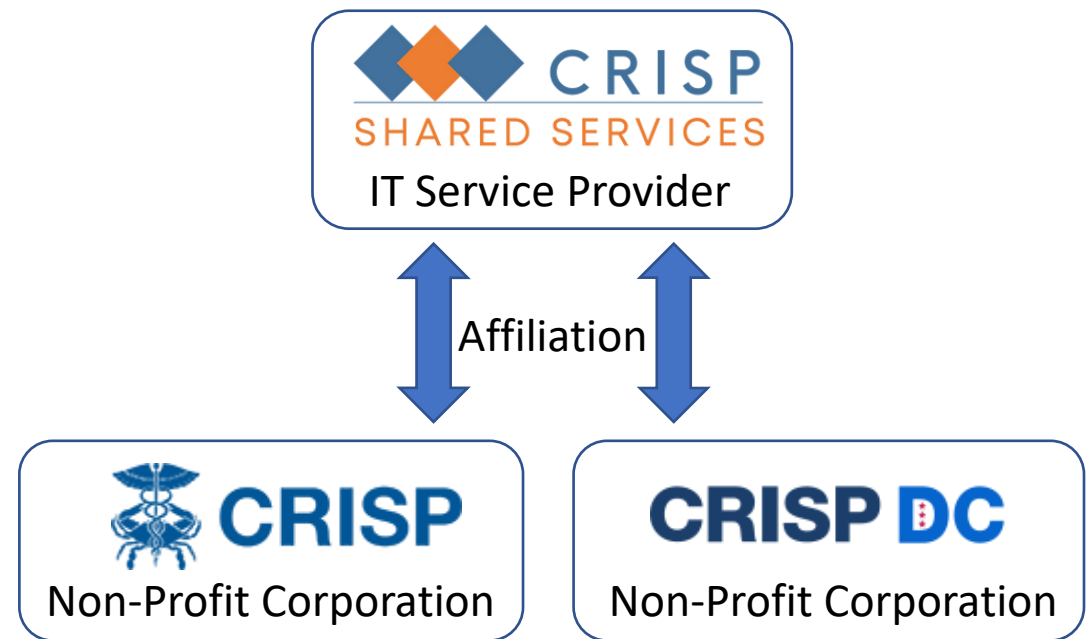 CRISP
SHARED SERVICES
IT Service Provider
Affiliation
CRISP
Non-Profit Corporation
CRISP DC
Non-Profit Corporation